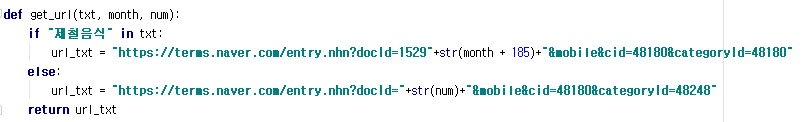 def get_url(txt, month, num):
    if "제철음식" in txt:
        url_txt = "https://terms.naver.com/entry.nhn?docId=1529"+str(month + 185)+"&mobile&cid=48180&categoryId=48180"
    else:
        url_txt = "https://terms.naver.com/entry.nhn?docId="+str(num)+"&mobile&cid=48180&categoryId=48248"
    return url_txt